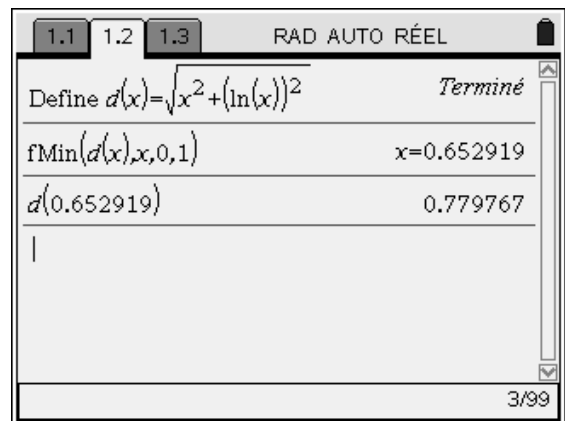 1.1 1.2 1.3 RAD AUTO RÉEL
Define d(x)=√(x²+(ln(x))²) Terminé
fMin(d(x),x,0,1) x=0.652919
d(0.652919) 0.779767
3/99